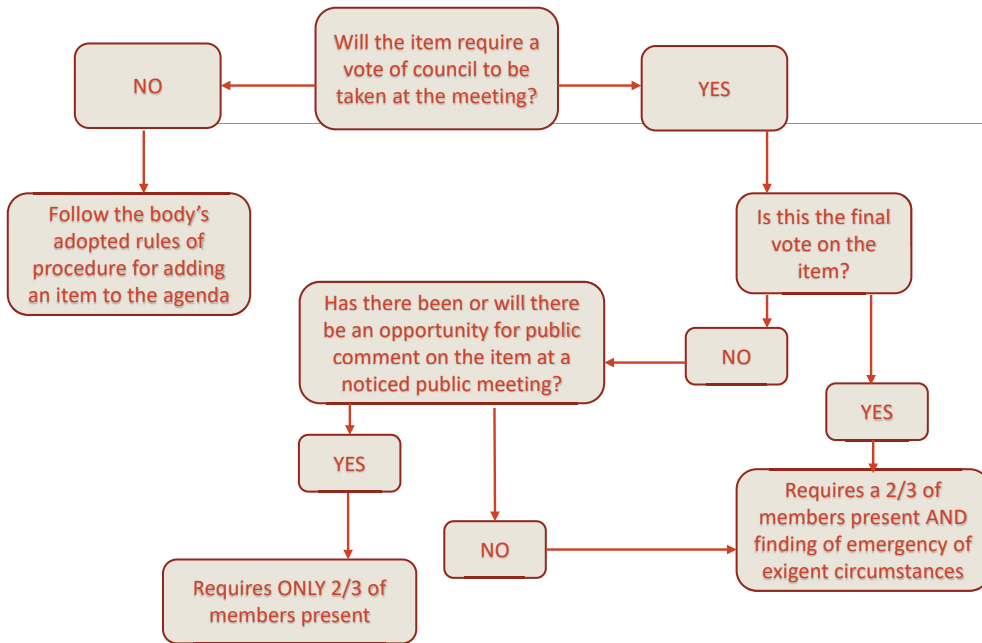 Will the item require a
vote of council to be
taken at the meeting?
NO
YES
Follow the body’s
adopted rules of
procedure for adding
an item to the agenda
Is this the final
vote on the
item?
Has there been or will there
be an opportunity for public
comment on the item at a
noticed public meeting?
NO
YES
YES
Requires a 2/3 of
members present AND
finding of emergency of
exigent circumstances
NO
Requires ONLY 2/3 of
members present